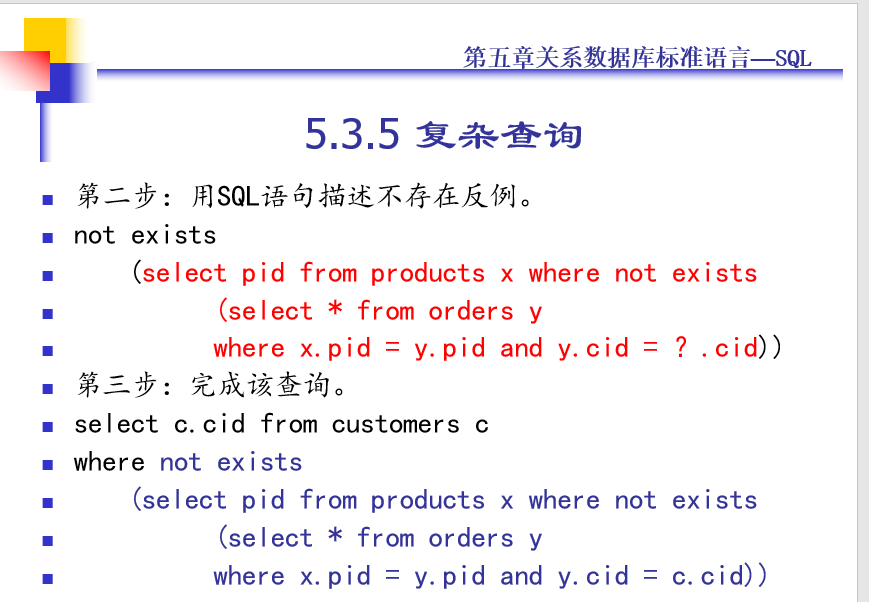 第五章关系数据库标准语言—SQL
5.3.5 复杂查询
第二步：用SQL语句描述不存在反例。
not exists
(select pid from products x where not exists
(select * from orders y
where x.pid = y.pid and y.cid = ？.cid))
第三步：完成该查询。
select c.cid from customers c
where not exists
(select pid from products x where not exists
(select * from orders y
where x.pid = y.pid and y.cid = c.cid))